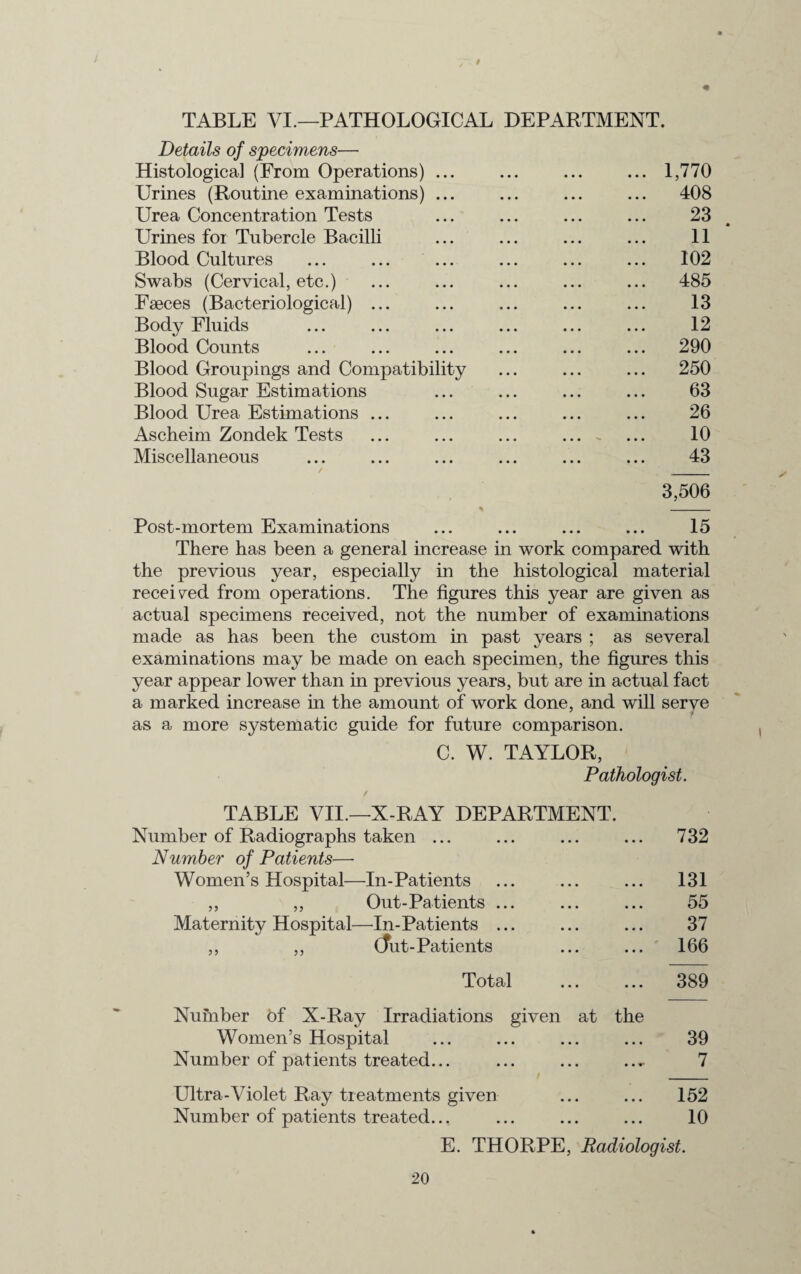 TABLE VI.—PATHOLOGICAL DEPARTMENT.
Details of specimens—
Histological (From Operations) ... ... ... ... 1,770
Urines (Routine examinations) ... ... ... ... 408
Urea Concentration Tests ... ... ... ... 23
Urines for Tubercle Bacilli ... ... ... ... 11
Blood Cultures ... ... ... ... ... ... 102
Swabs (Cervical, etc.) ... ... ... ... ... 485
Fæces (Bacteriological) ... ... ... ... ... 13
Body Fluids ... ... ... ... ... ... 12
Blood Counts ... ... ... ... ... ... 290
Blood Groupings and Compatibility ... ... ... 250
Blood Sugar Estimations ... ... ... ... 63
Blood Urea Estimations ... ... ... ... ... 26
Ascheim Zondek Tests ... ... ... ... ... 10
Miscellaneous ... ... ... ... ... ... 43
3,506
Post-mortem Examinations ... ... ... ... 15
There has been a general increase in work compared with
the previous year, especially in the histological material
received from operations. The figures this year are given as
actual specimens received, not the number of examinations
made as has been the custom in past years ; as several
examinations may be made on each specimen, the figures this
year appear lower than in previous years, but are in actual fact
a marked increase in the amount of work done, and will serve
as a more systematic guide for future comparison.
C. W. TAYLOR,
Pathologist.
TABLE VII.—X-RAY DEPARTMENT.
Number of Radiographs taken ... ... ... ... 732
Number of Patients—
Women's Hospital—In-Patients ... ... ... 131
,, ,, Out-Patients ... ... ... 55
Maternity Hospital—In-Patients ... ... ... 37
,, ,, Out-Patients ... ... 166
Total ... ... 389
Number of X-Ray Irradiations given at the
Women's Hospital ... ... ... ... 39
Number of patients treated... ... ... ... 7
Ultra-Violet Ray treatments given ... ... 152
Number of patients treated... ... ... ... 10
E. THORPE, Radiologist.
20